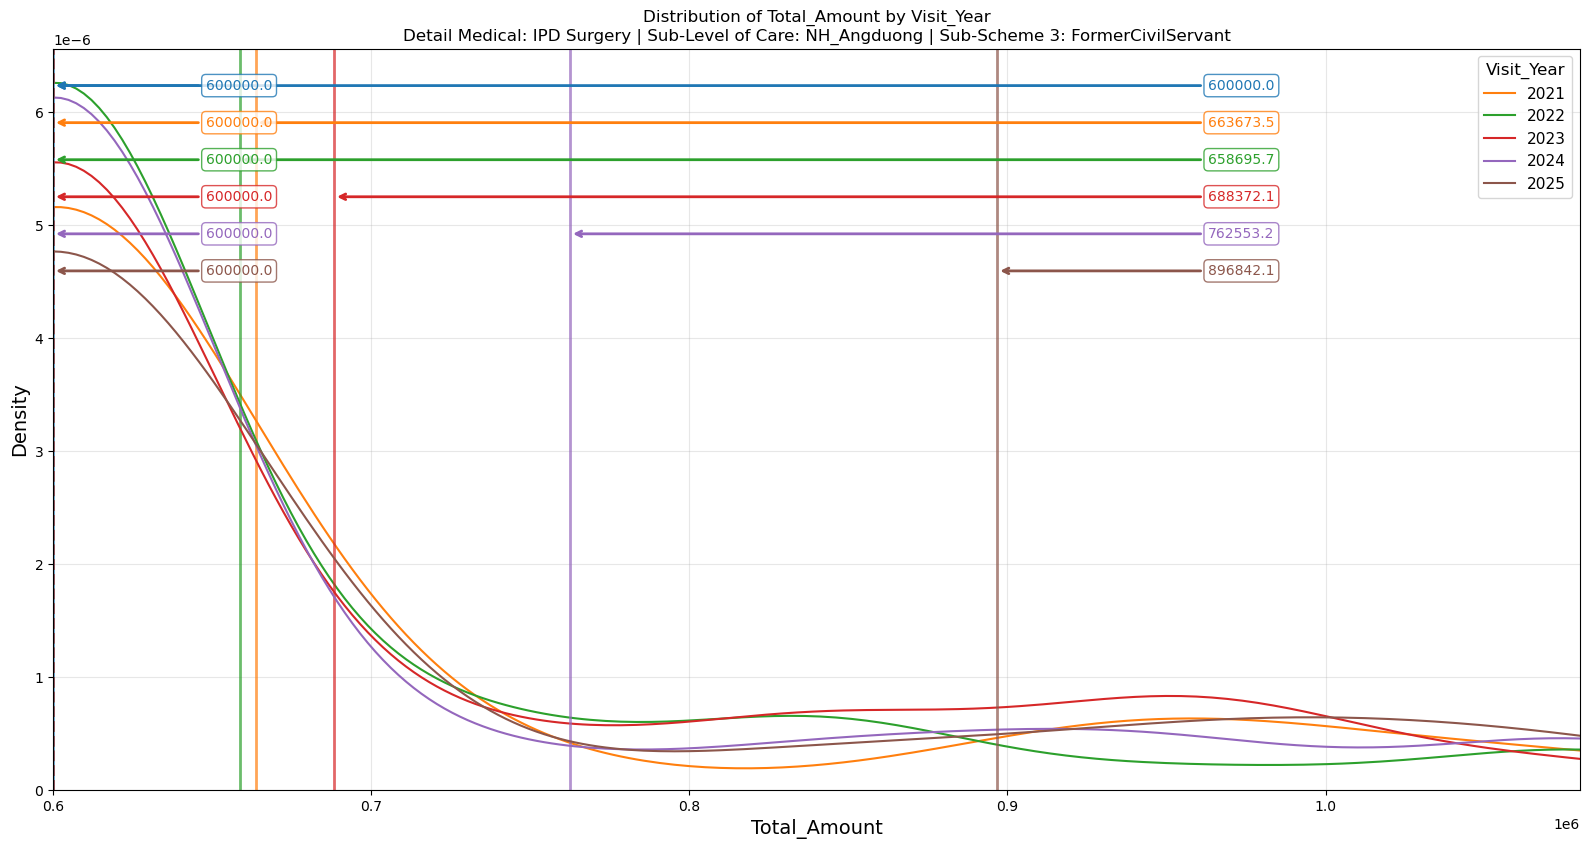 Distribution of Total_Amount by Visit_Year
Detail Medical: IPD Surgery | Sub-Level of Care: NH_Angduong | Sub-Scheme 3: FormerCivilServant
1e−6
Visit_Year
2021
2022
2023
2024
2025
600000.0 600000.0
600000.0 663673.5
600000.0 658695.7
600000.0 688372.1
600000.0 762553.2
600000.0 896842.1
6
5
4
3
2
1
0
Density
0.6 0.7 0.8 0.9 1.0
1e6
Total_Amount